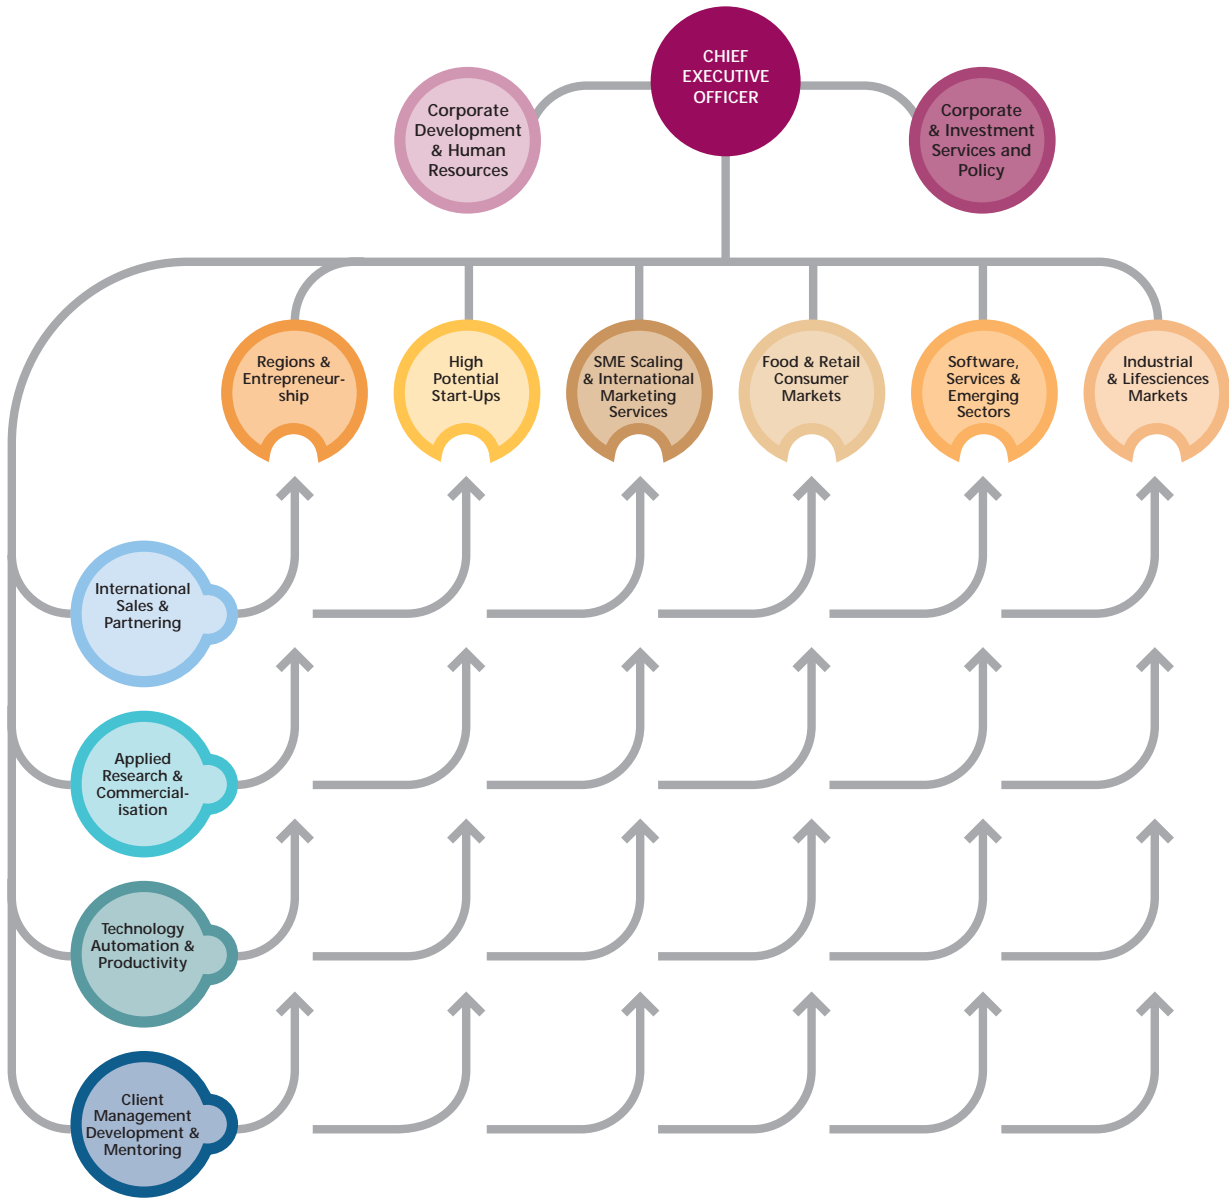 CHIEF
EXECUTIVE
OFFICER
Corporate
Development
& Human
Resources
Corporate
& Investment
Services and
Policy
Regions &
Entrepreneur-
ship
High
Potential
Start-Ups
SME Scaling
& International
Marketing
Services
Food & Retail
Consumer
Markets
Software,
Services &
Emerging
Sectors
Industrial
& Lifesciences
Markets
International
Sales &
Partnering
Applied
Research &
Commercial-
isation
Technology
Automation &
Productivity
Client
Management
Development &
Mentoring